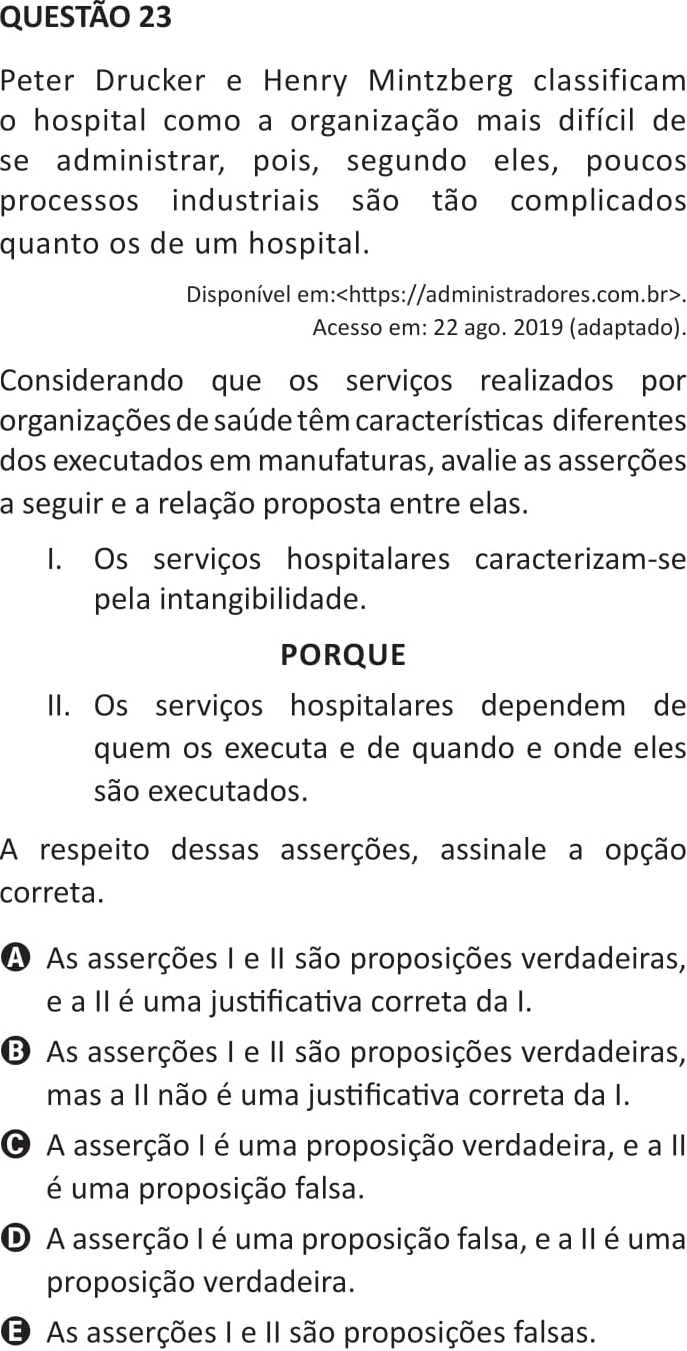 QUESTÃO 23
Peter Drucker e Henry Mintzberg classificam
o hospital como a organização mais difícil de
se administrar, pois, segundo eles, poucos
processos industriais são tão complicados
quanto os de um hospital.
Disponível em:<https://administradores.com.br>.
Acesso em: 22 ago. 2019 (adaptado).
Considerando que os serviços realizados por
organizações de saúde têm características diferentes
dos executados em manufaturas, avalie as asserções
a seguir e a relação proposta entre elas.
I. Os serviços hospitalares caracterizam-se
pela intangibilidade.
PORQUE
II. Os serviços hospitalares dependem de
quem os executa e de quando e onde eles
são executados.
A respeito dessas asserções, assinale a opção
correta.
A As asserções I e II são proposições verdadeiras,
e a II é uma justificativa correta da I.
B As asserções I e II são proposições verdadeiras,
mas a II não é uma justificativa correta da I.
C A asserção I é uma proposição verdadeira, e a II
é uma proposição falsa.
D A asserção I é uma proposição falsa, e a II é uma
proposição verdadeira.
E As asserções I e II são proposições falsas.